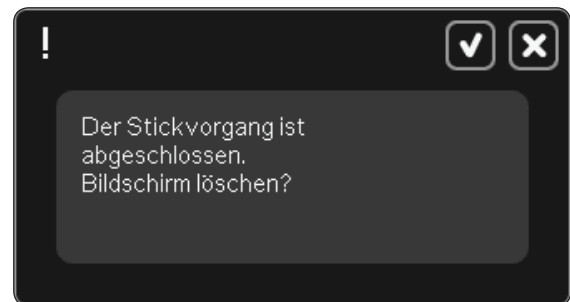 !
Der Stickvorgang ist
abgeschlossen.
Bildschirm löschen?